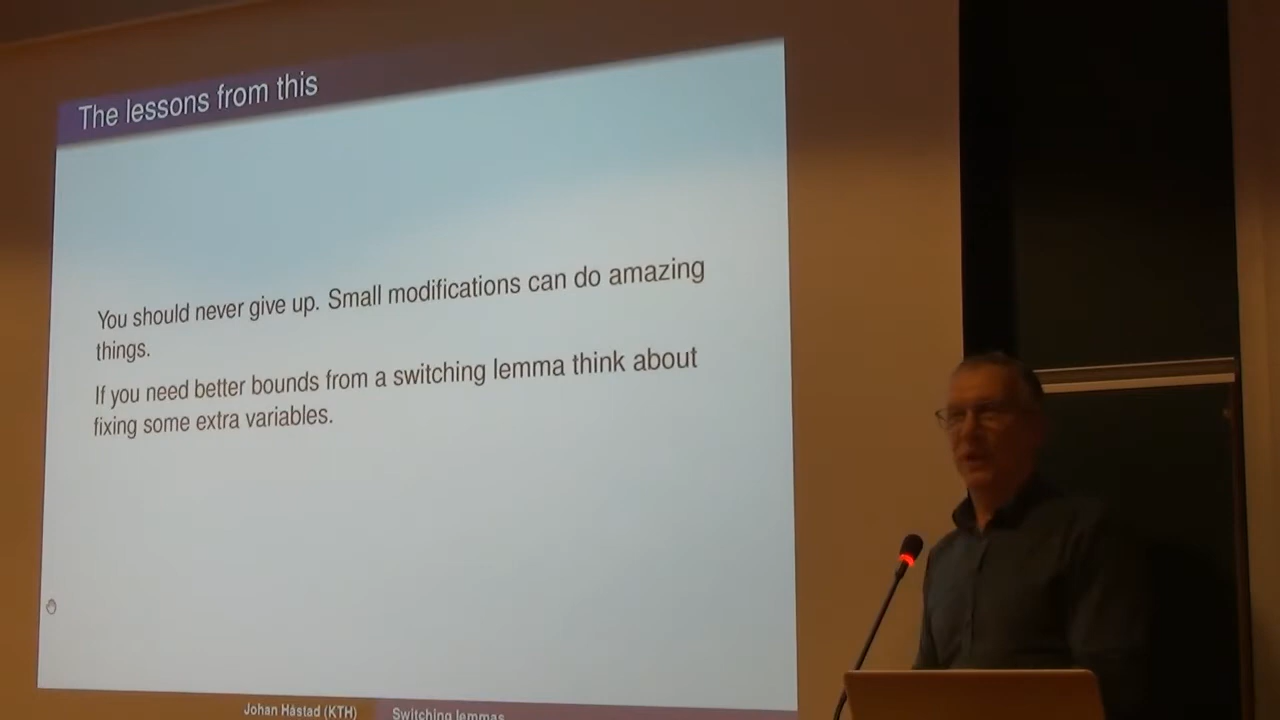 The lessons from this
You should never give up. Small modifications can do amazing
things.
If you need better bounds from a switching lemma think about
fixing some extra variables.
Johan Håstad (KTH)
Switching lemmas